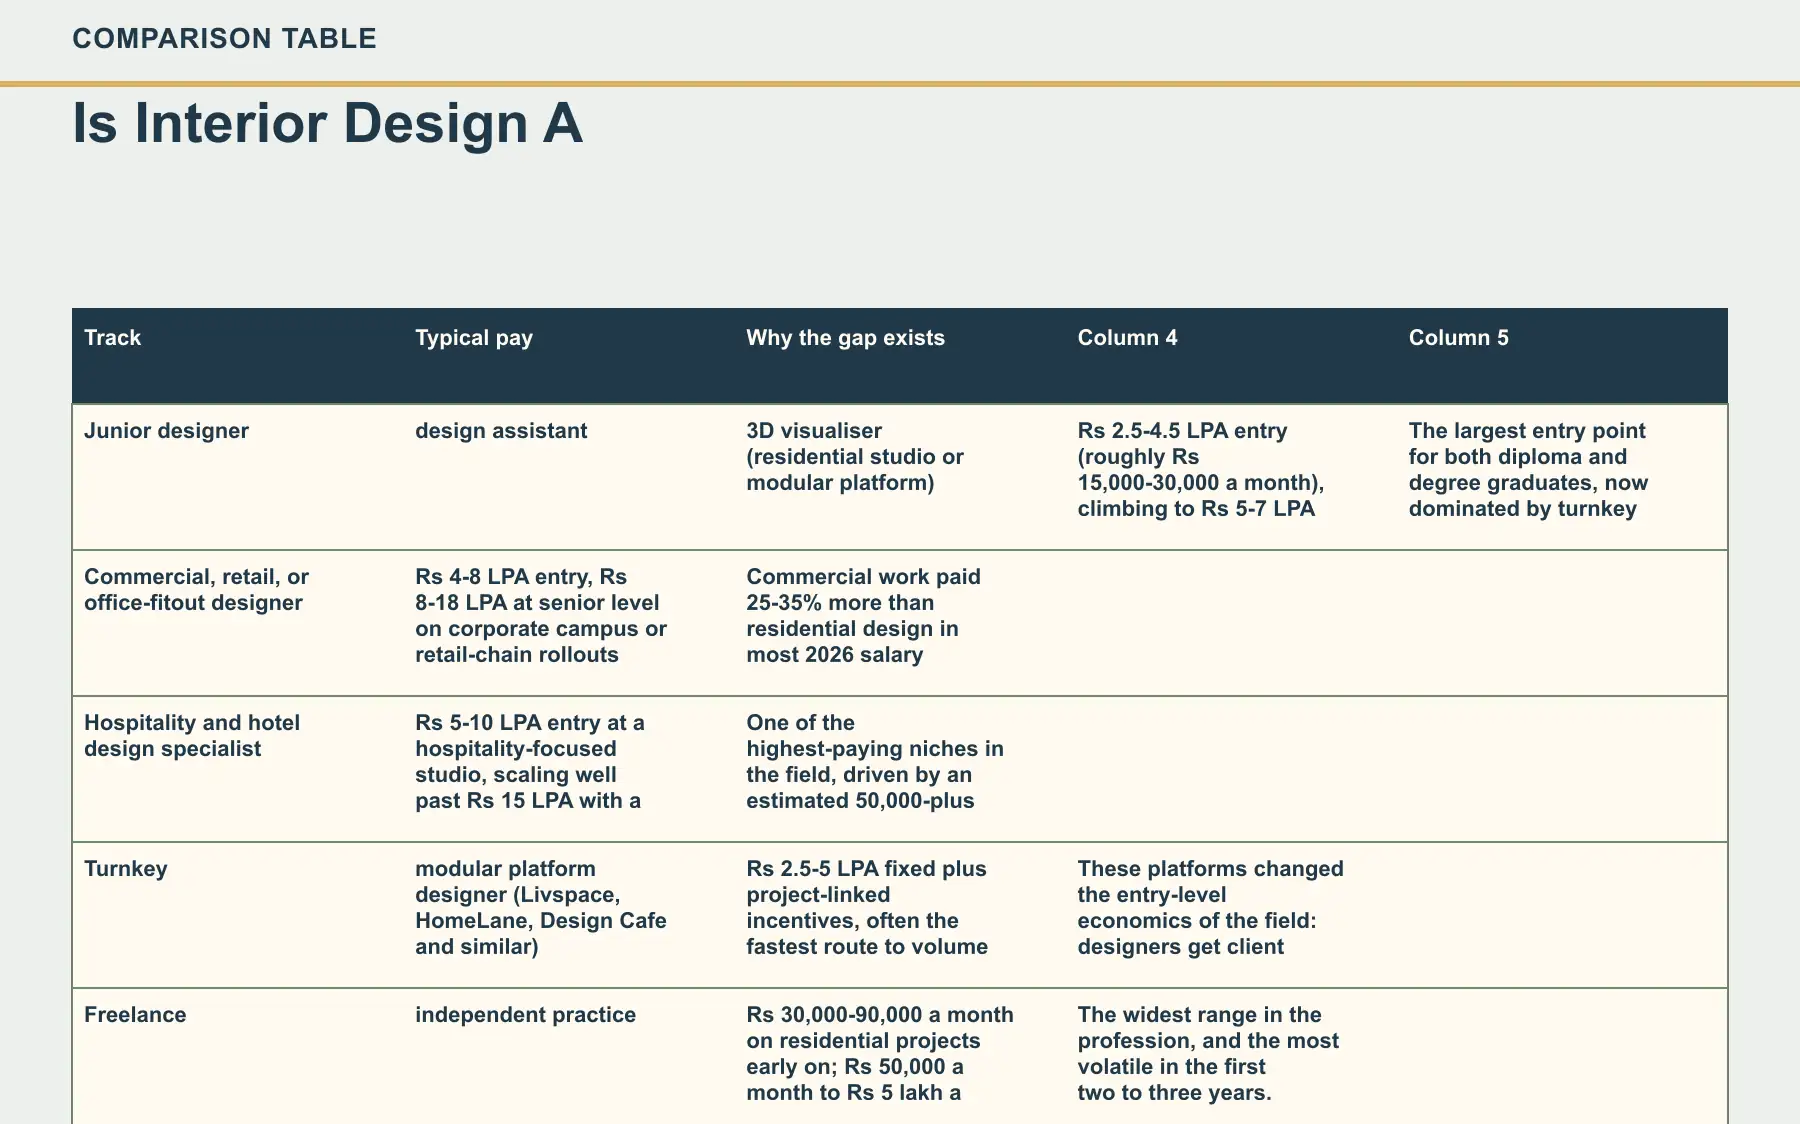 COMPARISON TABLE
Is Interior Design A
Track
Typical pay
Why the gap exists
Column 4
Column 5
Junior designer
design assistant
3D visualiser
(residential studio or
modular platform)
Rs 2.5-4.5 LPA entry
(roughly Rs
15,000-30,000 a month),
climbing to Rs 5-7 LPA
The largest entry point
for both diploma and
degree graduates, now
dominated by turnkey
Commercial, retail, or
office-fitout designer
Rs 4-8 LPA entry, Rs
8-18 LPA at senior level
on corporate campus or
retail-chain rollouts
Commercial work paid
25-35% more than
residential design in
most 2026 salary
Hospitality and hotel
design specialist
Rs 5-10 LPA entry at a
hospitality-focused
studio, scaling well
past Rs 15 LPA with a
One of the
highest-paying niches in
the field, driven by an
estimated 50,000-plus
Turnkey
modular platform
designer (Livspace,
HomeLane, Design Cafe
and similar)
Rs 2.5-5 LPA fixed plus
project-linked
incentives, often the
fastest route to volume
These platforms changed
the entry-level
economics of the field:
designers get client
Freelance
independent practice
Rs 30,000-90,000 a month
on residential projects
early on; Rs 50,000 a
month to Rs 5 lakh a
The widest range in the
profession, and the most
volatile in the first
two to three years.